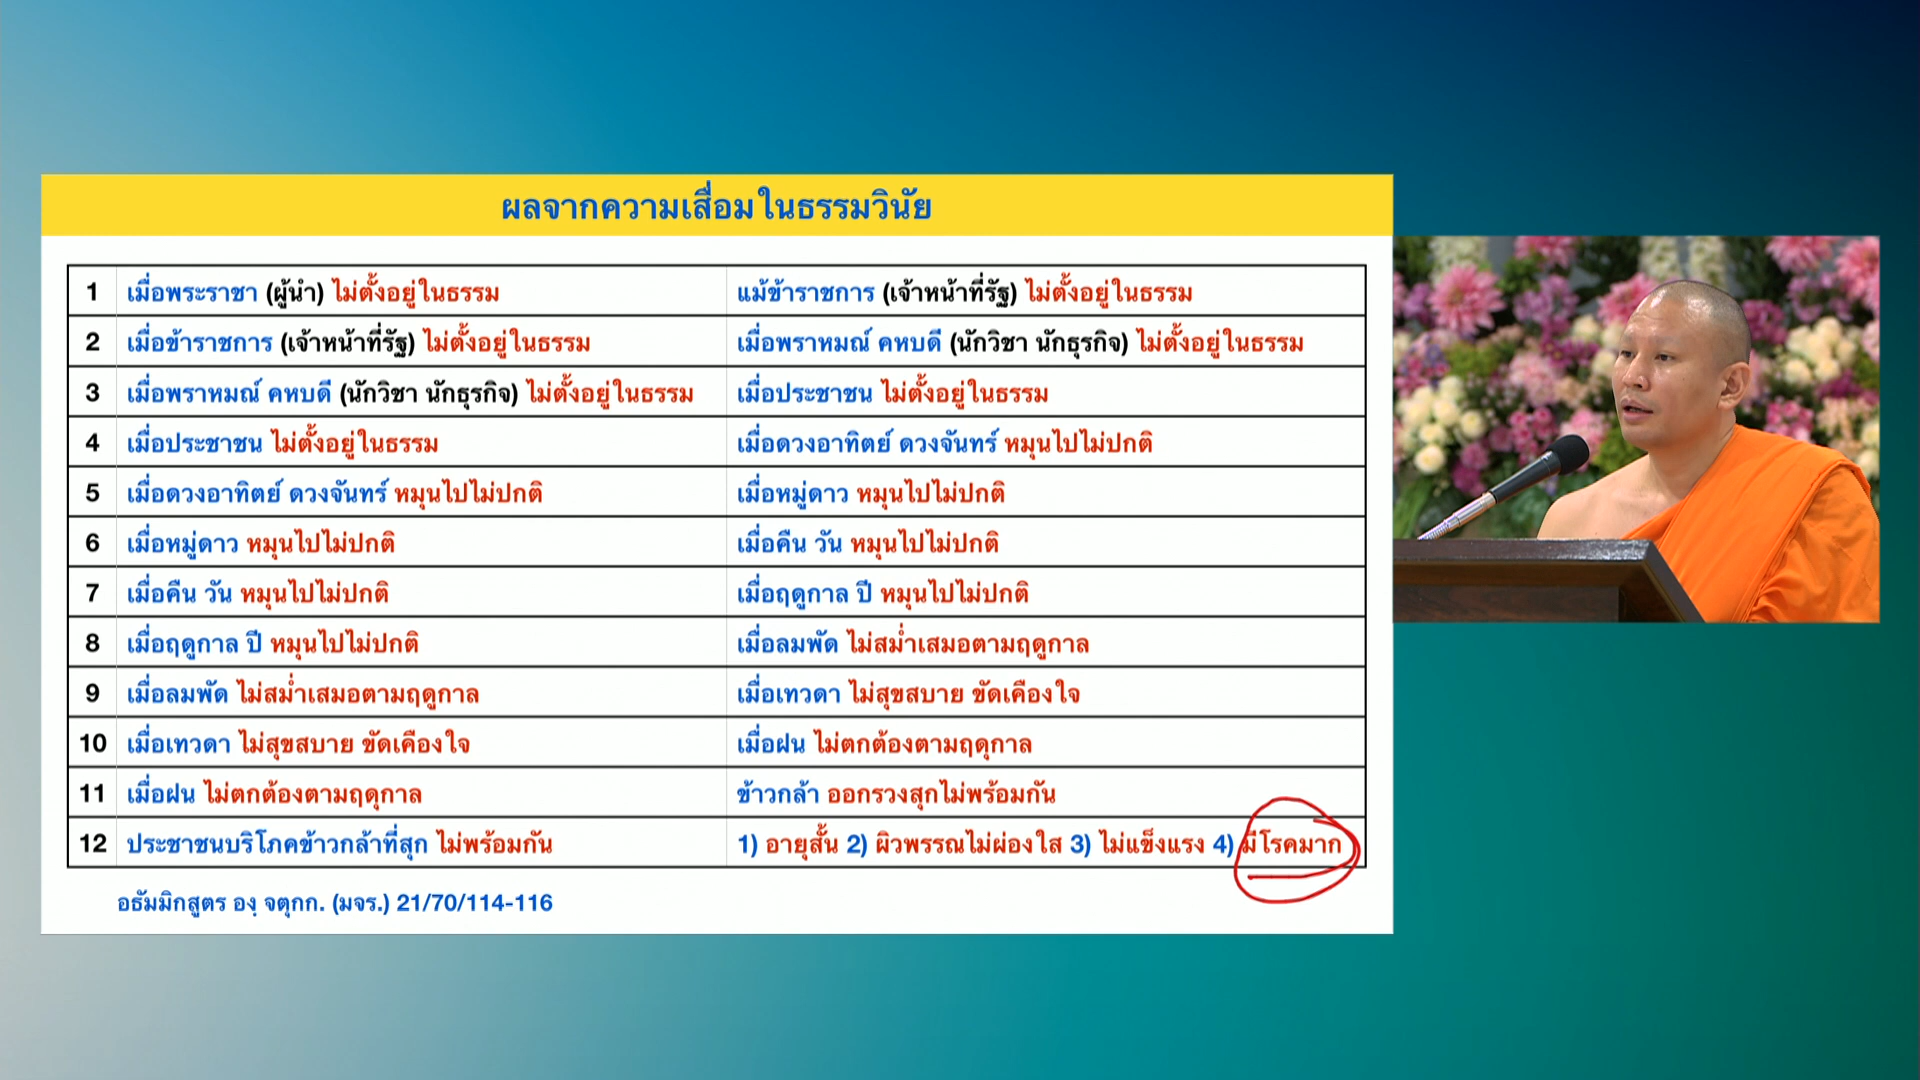 ผลจากความเสื่อมในธรรมวินัย
1 เมื่อพระราชา (ผู้นำ) ไม่ตั้งอยู่ในธรรม แม้ข้าราชการ (เจ้าหน้าที่รัฐ) ไม่ตั้งอยู่ในธรรม
2 เมื่อข้าราชการ (เจ้าหน้าที่รัฐ) ไม่ตั้งอยู่ในธรรม เมื่อพราหมณ์ คหบดี (นักวิชา นักธุรกิจ) ไม่ตั้งอยู่ในธรรม
3 เมื่อพราหมณ์ คหบดี (นักวิชา นักธุรกิจ) ไม่ตั้งอยู่ในธรรม เมื่อประชาชน ไม่ตั้งอยู่ในธรรม
4 เมื่อประชาชน ไม่ตั้งอยู่ในธรรม เมื่อดวงอาทิตย์ ดวงจันทร์ หมุนไปไม่ปกติ
5 เมื่อดวงอาทิตย์ ดวงจันทร์ หมุนไปไม่ปกติ เมื่อหมู่ดาว หมุนไปไม่ปกติ
6 เมื่อหมู่ดาว หมุนไปไม่ปกติ เมื่อคืน วัน หมุนไปไม่ปกติ
7 เมื่อคืน วัน หมุนไปไม่ปกติ เมื่อฤดูกาล ปี หมุนไปไม่ปกติ
8 เมื่อฤดูกาล ปี หมุนไปไม่ปกติ เมื่อลมพัด ไม่สม่ำเสมอตามฤดูกาล
9 เมื่อลมพัด ไม่สม่ำเสมอตามฤดูกาล เมื่อเทวดา ไม่สุขสบาย ขัดเคืองใจ
10 เมื่อเทวดา ไม่สุขสบาย ขัดเคืองใจ เมื่อฝน ไม่ตกต้องตามฤดุกาล
11 เมื่อฝน ไม่ตกต้องตามฤดุกาล ข้าวกล้า ออกรวงสุกไม่พร้อมกัน
12 ประชาชนบริโภคข้าวกล้าที่สุก ไม่พร้อมกัน 1) อายุสั้น 2) ผิวพรรณไม่ผ่องใส 3) ไม่แข็งแรง 4) มีโรคมาก
อธัมมิกสูตร องฺ จตุกก. (มจร.) 21/70/114-116